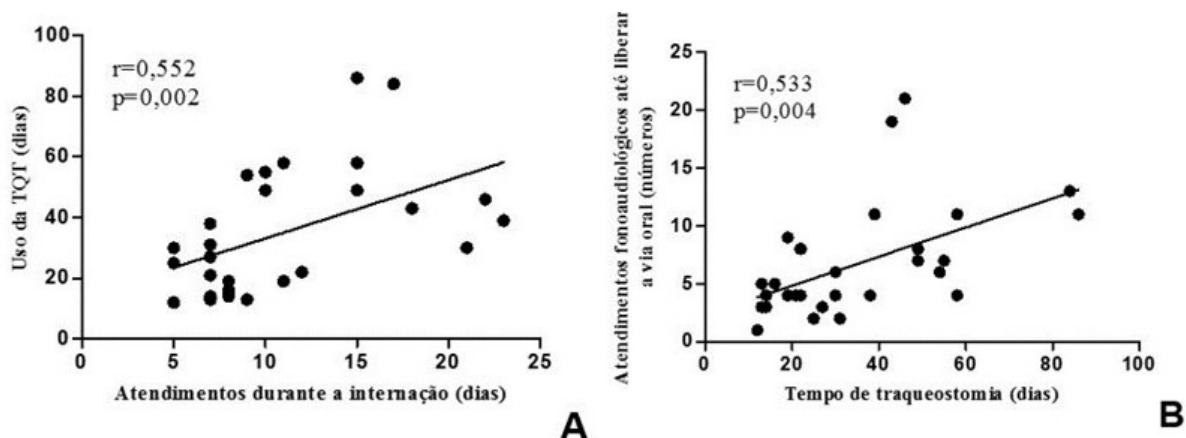 100
80
60
40
20
0
Uso da TQT (dias)
r=0,552
p=0,002
0 5 10 15 20 25
Atendimentos durante a internação (dias)
A
Atendimentos fonoaudiológicos até liberar
a via oral (números)
25
20
15
10
5
0
r=0,533
p=0,004
0 20 40 60 80 100
Tempo de traqueostomia (dias)
B